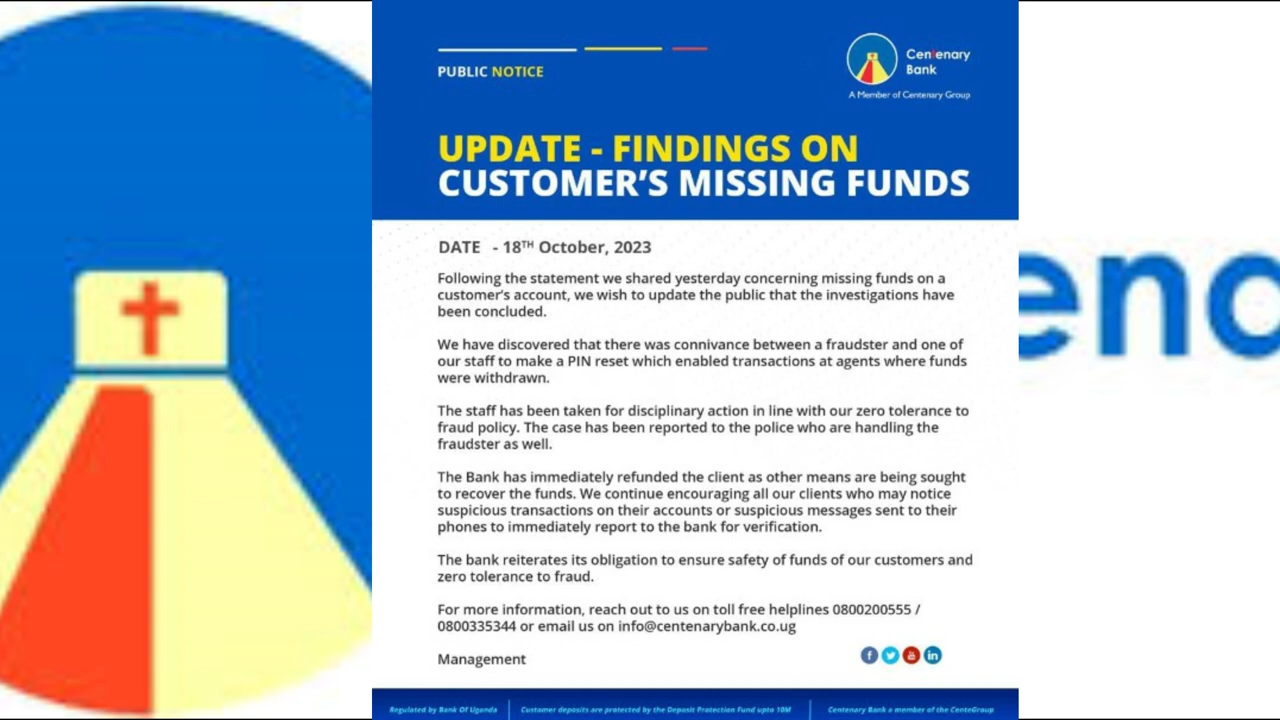 PUBLIC NOTICE
Centenary
Bank
A Member of Centenary Group
UPDATE - FINDINGS ON
CUSTOMER'S MISSING FUNDS
DATE - 18TH October, 2023
Following the statement we shared yesterday concerning missing funds on a
customer's account, we wish to update the public that the investigations have
been concluded.
We have discovered that there was connivance between a fraudster and one of
our staff to make a PIN reset which enabled transactions at agents where funds
were withdrawn.
The staff has been taken for disciplinary action in line with our zero tolerance to
fraud policy. The case has been reported to the police who are handling the
fraudster as well.
The Bank has immediately refunded the client as other means are being sought
to recover the funds. We continue encouraging all our clients who may notice
suspicious transactions on their accounts or suspicious messages sent to their
phones to immediately report to the bank for verification.
The bank reiterates its obligation to ensure safety of funds of our customers and
zero tolerance to fraud.
For more information, reach out to us on toll free helplines 0800200555 /
0800335344 or email us on info@centenarybank.co.ug
Management
Regulated by Bank Of Uganda
Customer deposits are protected by the Deposit Protection Fund upto 10M
Centenary Bank a member of the CenteGroup